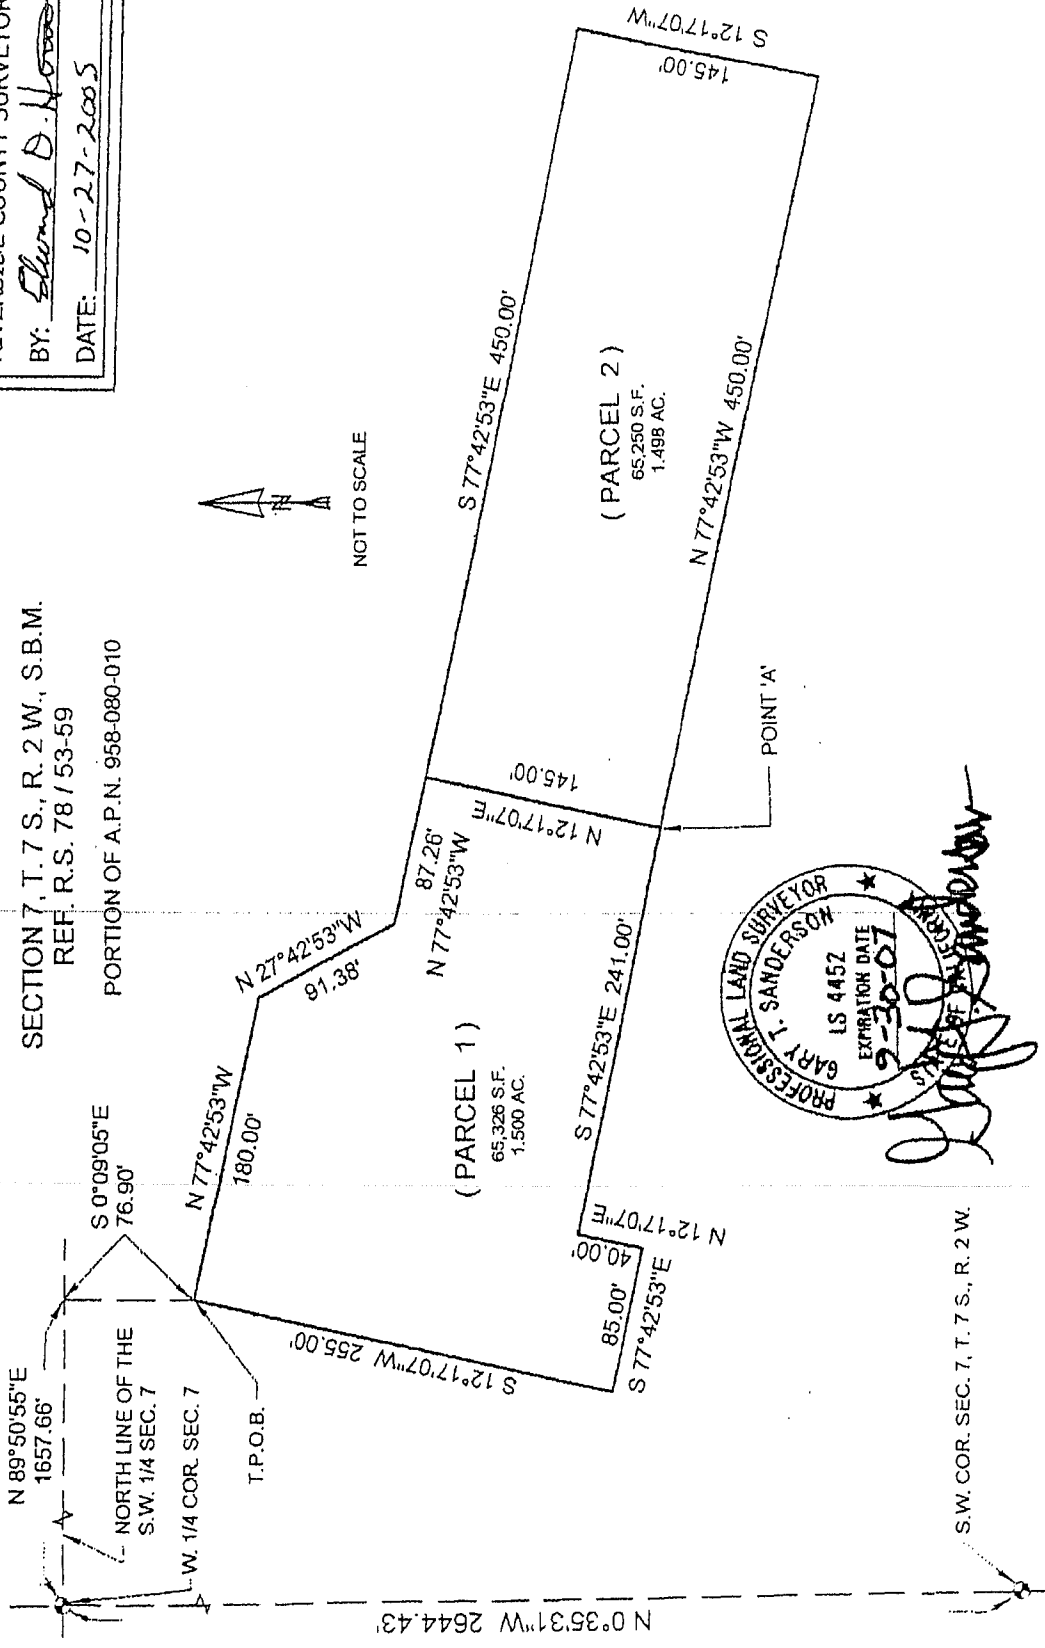 BY: Edward D.
DATE: 10-27-2005
SECTION 7, T. 7 S., R. 2 W., S.B.M.
REF. R.S. 78 / 53-59
PORTION OF A.P.N. 958-080-010
NOT TO SCALE
N
N 89°50'55"E
1657.66'
NORTH LINE OF THE
S.W. 1/4 SEC. 7
W. 1/4 COR. SEC. 7
S 0°09'05"E
76.90'
T.P.O.B.
N 77°42'53"W
180.00'
N 27°42'53"W
91.38'
87.26'
N 77°42'53"W
S 77°42'53"E 450.00'
S 12°17'07"W
145.00'
( PARCEL 1 )
65,326 S.F.
1.500 AC.
N 12°17'07"E
145.00'
( PARCEL 2 )
65,250 S.F.
1.498 AC.
N 77°42'53"W 450.00'
S 12°17'07"W 255.00'
85.00'
S 77°42'53"E
40.00'
N 12°17'07"E
S 77°42'53"E 241.00'
POINT 'A'
N 0°35'31"W 2644.43'
S.W. COR. SEC. 7, T. 7 S., R. 2 W.
PROFESSIONAL LAND SURVEYOR
GARY T. SANDERSON
LS 4452
EXPIRATION DATE
9-30-07
STATE OF CALIFORNIA